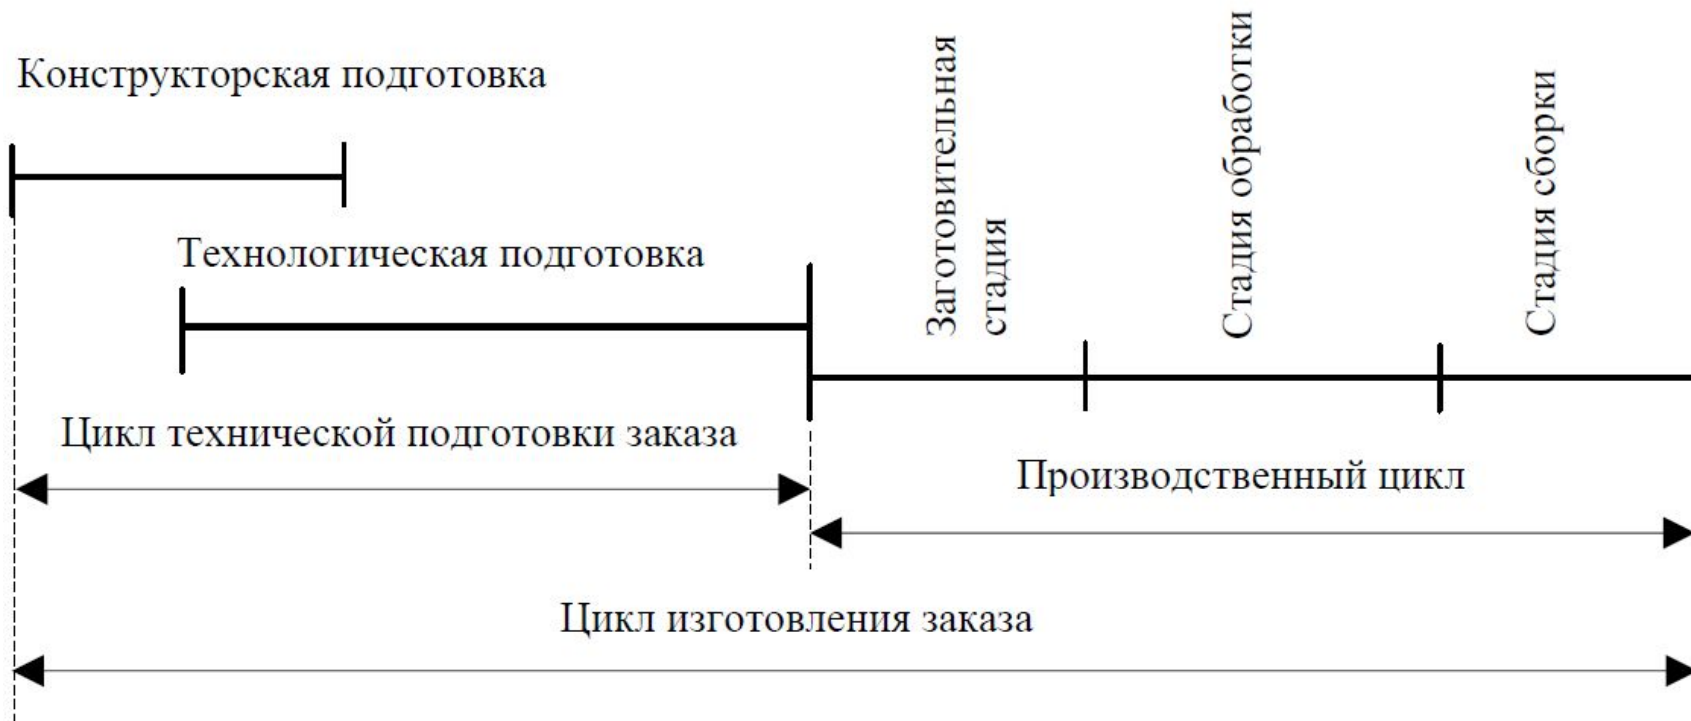 Конструкторская подготовка
Технологическая подготовка
Заготовительная
стадия
Стадия обработки
Стадия сборки
Цикл технической подготовки заказа
Производственный цикл
Цикл изготовления заказа